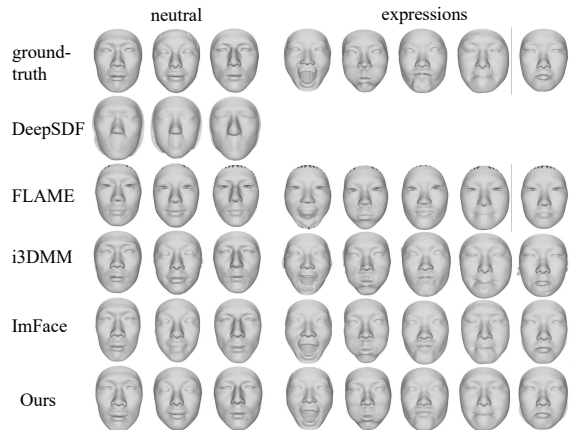 neutral expressions
ground-
truth
DeepSDF
FLAME
i3DMM
ImFace
Ours